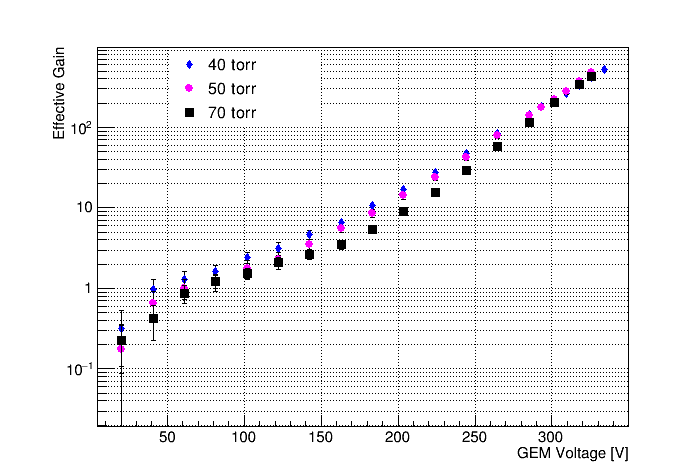 Effective Gain
40 torr
50 torr
70 torr
10²
10
1
10⁻¹
50 100 150 200 250 300
GEM Voltage [V]